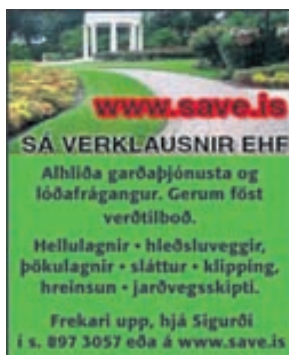 www.save.is
SÁ VERKLAUSNIR EHF
Alhliða garðaþjónusta og
lóðafrágangur. Gerum föst
verðtilboð.
Hellulagnir • hleðsluveggir,
þökulagnir • sláttur • klipping,
hreinsun • jarðvegsskipti.
Frekari upp, hjá Sigurði
í s. 897 3057 eða á www.save.is